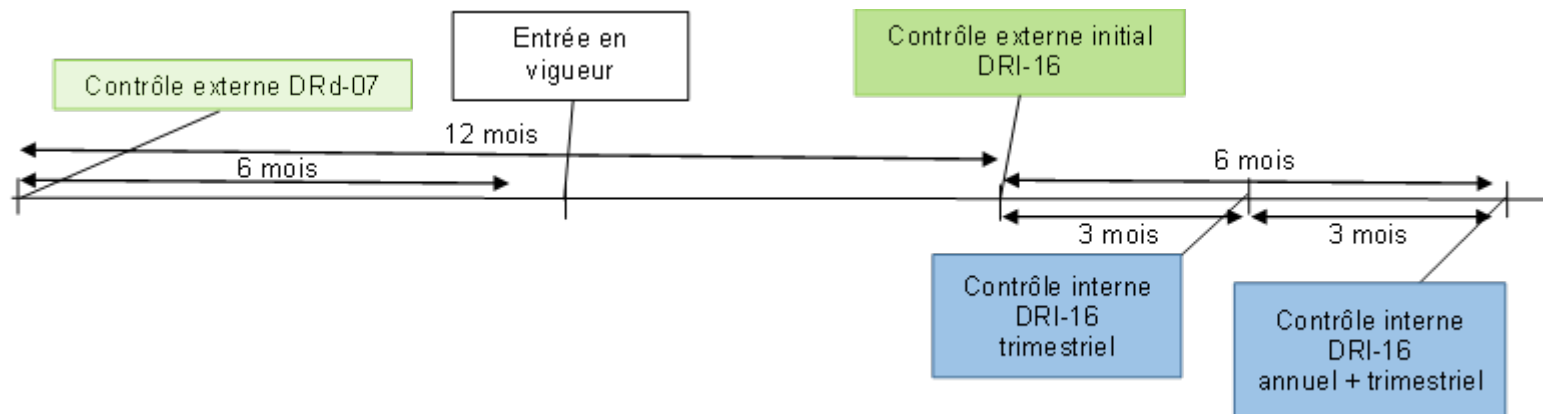 Contrôle externe DRd-07
Entrée en
vigueur
Contrôle externe initial
DRI-16
12 mois
6 mois
6 mois
3 mois
3 mois
Contrôle interne
DRI-16
trimestriel
Contrôle interne
DRI-16
annuel + trimestriel